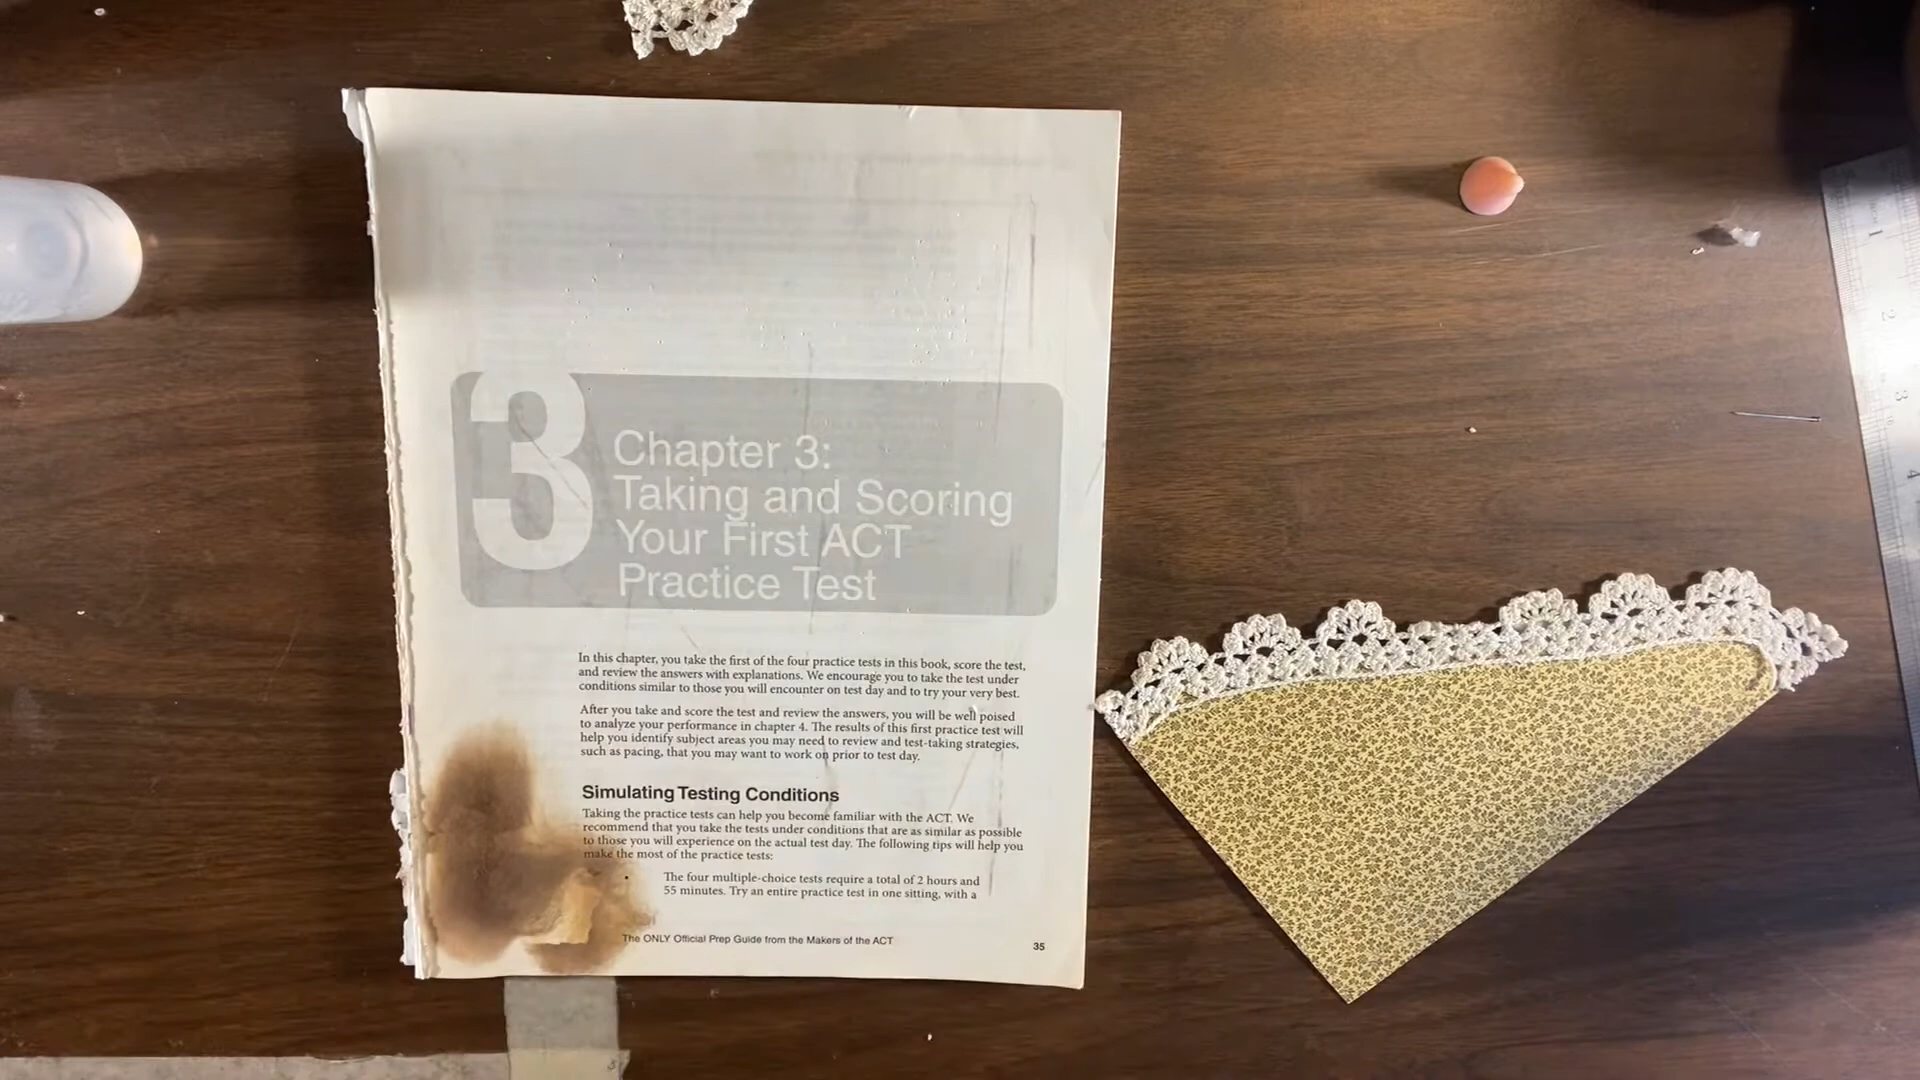 3
Chapter 3:
Taking and Scoring
Your First ACT
Practice Test
In this chapter, you take the first of the four practice tests in this book, score the test,
and review the answers with explanations. We encourage you to take the test under
conditions similar to those you will encounter on test day and to try your very best.
After you take and score the test and review the answers, you will be well poised
to analyze your performance in chapter 4. The results of this first practice test will
help you identify subject areas you may need to review and test-taking strategies,
such as pacing, that you may want to work on prior to test day.
Simulating Testing Conditions
Taking the practice tests can help you become familiar with the ACT. We
recommend that you take the tests under conditions that are as similar as possible
to those you will experience on the actual test day. The following tips will help you
make the most of the practice tests:
• The four multiple-choice tests require a total of 2 hours and
55 minutes. Try an entire practice test in one sitting, with a
The ONLY Official Prep Guide from the Makers of the ACT
35
1
2
3
4